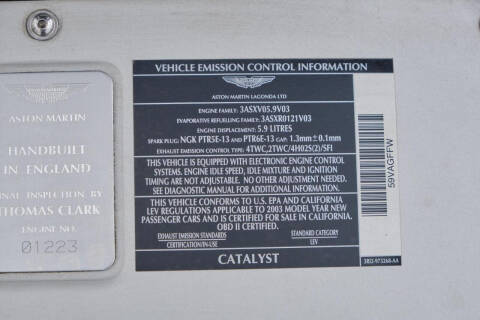 ASTON MARTIN
HANDBUILT
IN ENGLAND
INAL INSPECTION BY
THOMAS CLARK
ENGINE NO.
01223
VEHICLE EMISSION CONTROL INFORMATION
ASTON MARTIN LAGONDA LTD
ENGINE FAMILY: 3ASXV05.9V03
EVAPORATIVE REFUELLING FAMILY: 3ASXR0121V03
ENGINE DISPLACEMENT: 5.9 LITRES
SPARK PLUG: NGK PTR5E-13 AND PTR6E-13 GAP: 1.3mm±0.1mm
EXHAUST EMISSION CONTROL TYPE: 4TWC,2TWC/4HO2S(2)/SFI
THIS VEHICLE IS EQUIPPED WITH ELECTRONIC ENGINE CONTROL
SYSTEMS. ENGINE SPEED, IDLE MIXTURE AND IGNITION
TIMING ARE NOT ADJUSTABLE. NO OTHER ADJUSTMENT NEEDED.
SEE DIAGNOSTIC MANUAL FOR ADDITIONAL INFORMATION.
THIS VEHICLE CONFORMS TO U.S. EPA AND CALIFORNIA
LEV REGULATIONS APPLICABLE TO 2003 MODEL YEAR NEW
PASSENGER CARS AND IS CERTIFIED FOR SALE IN CALIFORNIA.
OBD II CERTIFIED.
EXHAUST EMISSION STANDARDS STANDARD CATEGORY
CERTIFICATION/IN-USE LEV
CATALYST
59VAGFFW
3R12-973268-AA